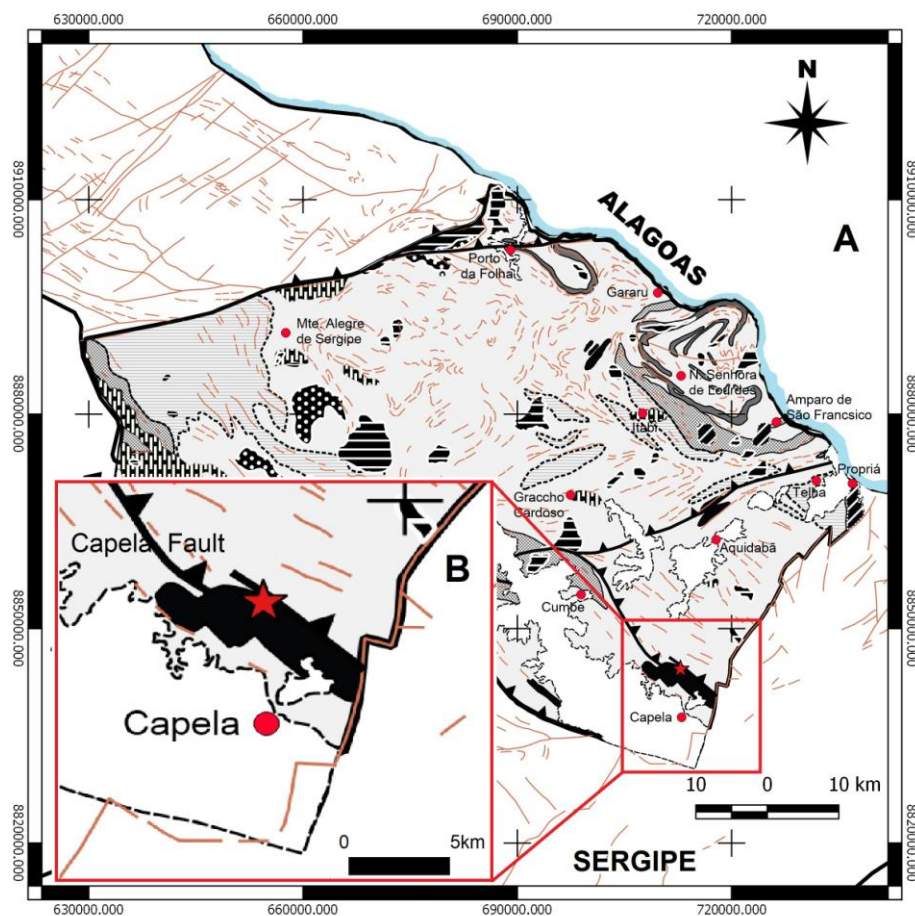 630000.000 660000.000 690000.000 720000.000
8910000.000
8910000.000
N
ALAGOAS
A
Porto
da Folha
Gararu
Mte. Alegre
de Sergipe
N. Senhora
de Lourdes
8880000.000
8880000.000
Amparo de
São Francsico
Itabi
Propriá
Telha
Graccho
Cardoso
Aquidabã
Capela Fault
B
Cumbe
8850000.000
8850000.000
Capela
Capela
10 0 10 km
0 5km
SERGIPE
8820000.000
8820000.000
630000.000 660000.000 690000.000 720000.000